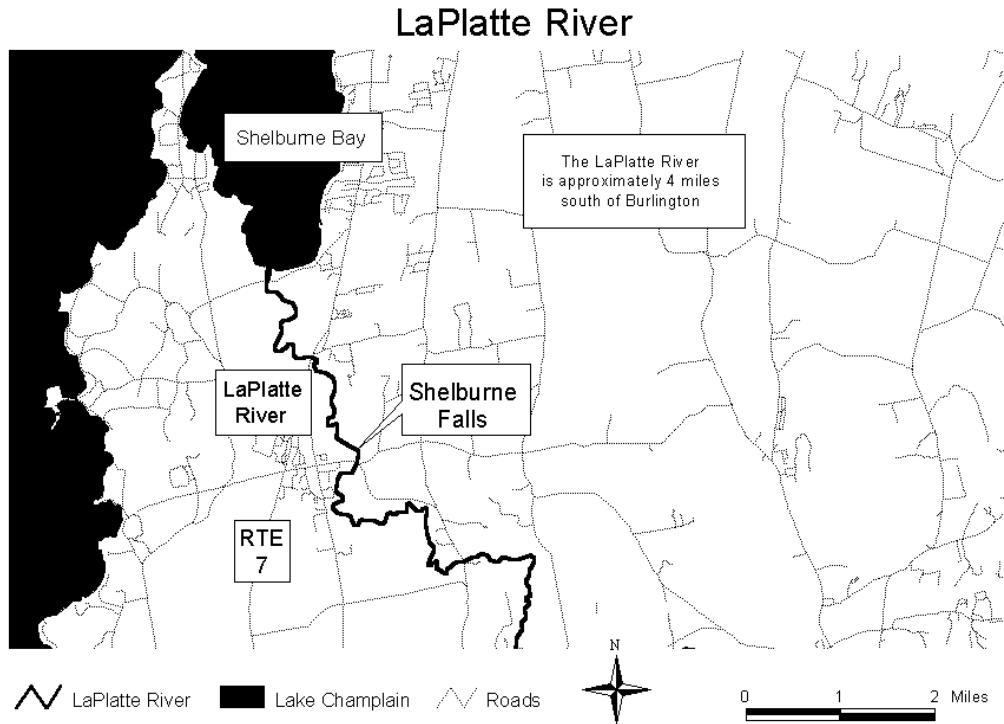 LaPlatte River
Shelburne Bay
The LaPlatte River
is approximately 4 miles
south of Burlington
LaPlatte
River
Shelburne
Falls
RTE
7
N
LaPlatte River
Lake Champlain
Roads
0 1 2 Miles